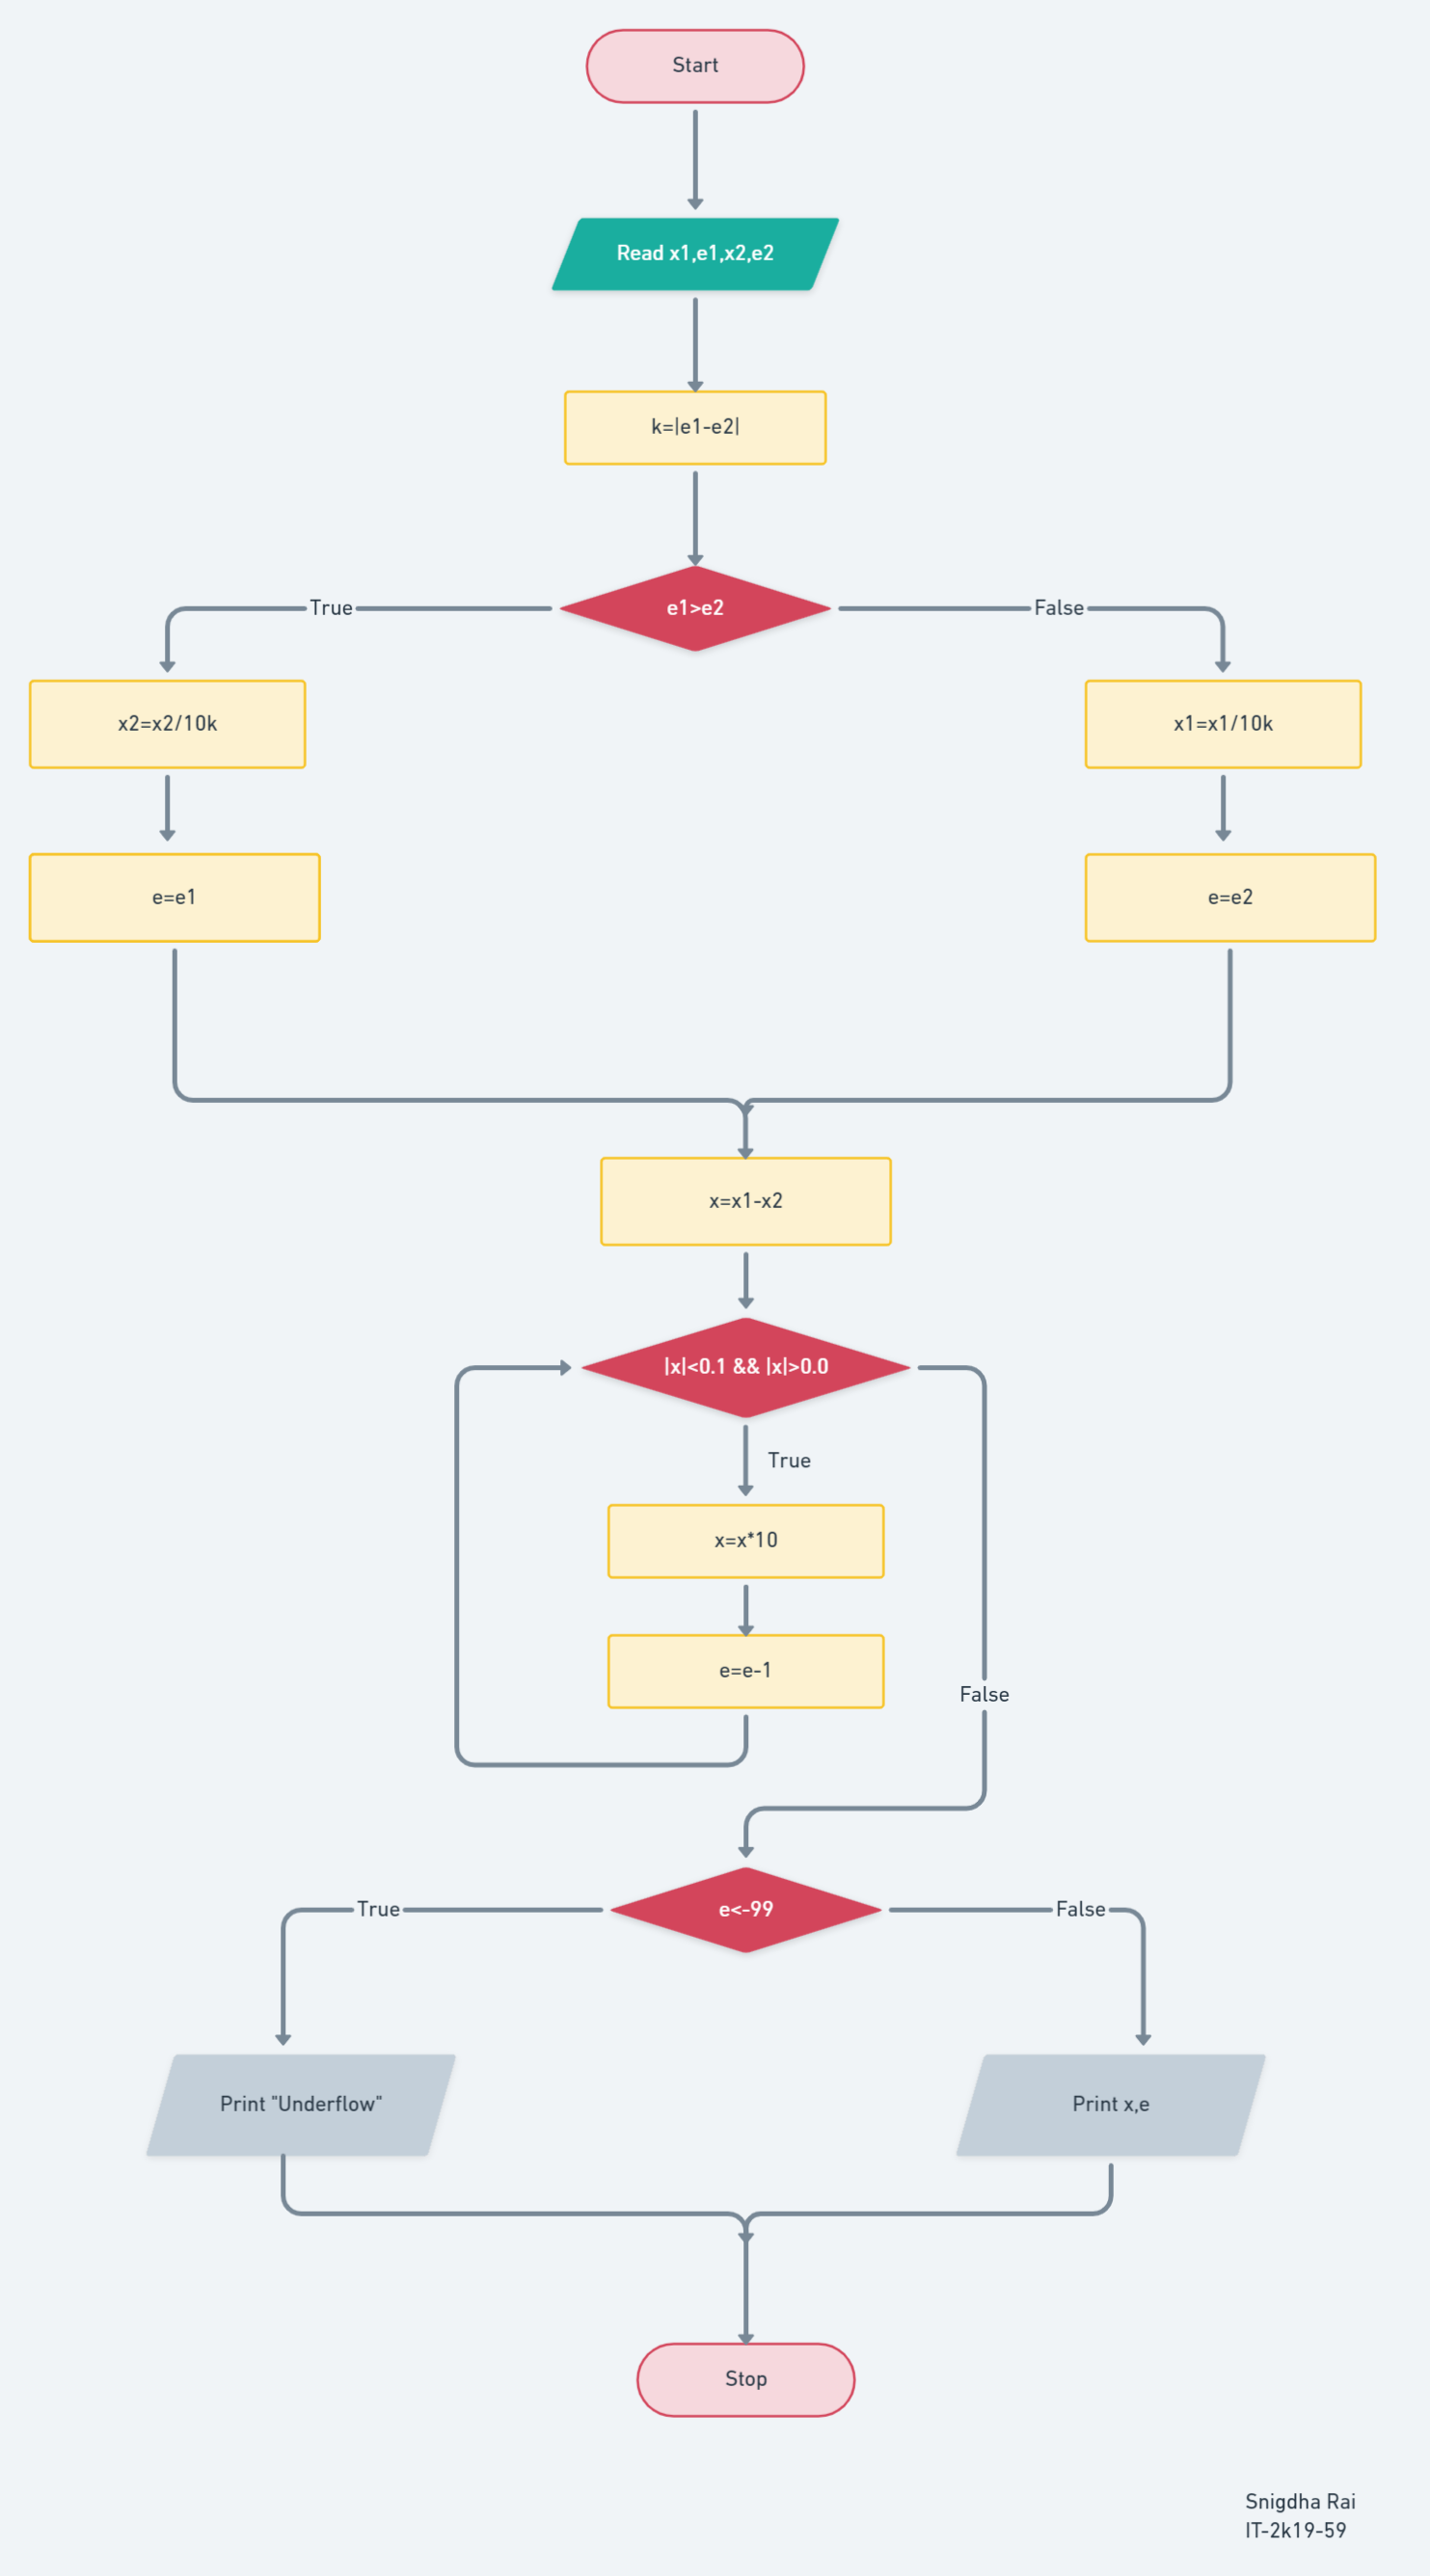 Start
Read x1,e1,x2,e2
k=|e1-e2|
e1>e2
True
False
x2=x2/10k
x1=x1/10k
e=e1
e=e2
x=x1-x2
|x|<0.1 && |x|>0.0
True
x=x*10
e=e-1
False
e<-99
True
False
Print "Underflow"
Print x,e
Stop
Snigdha Rai
IT-2k19-59